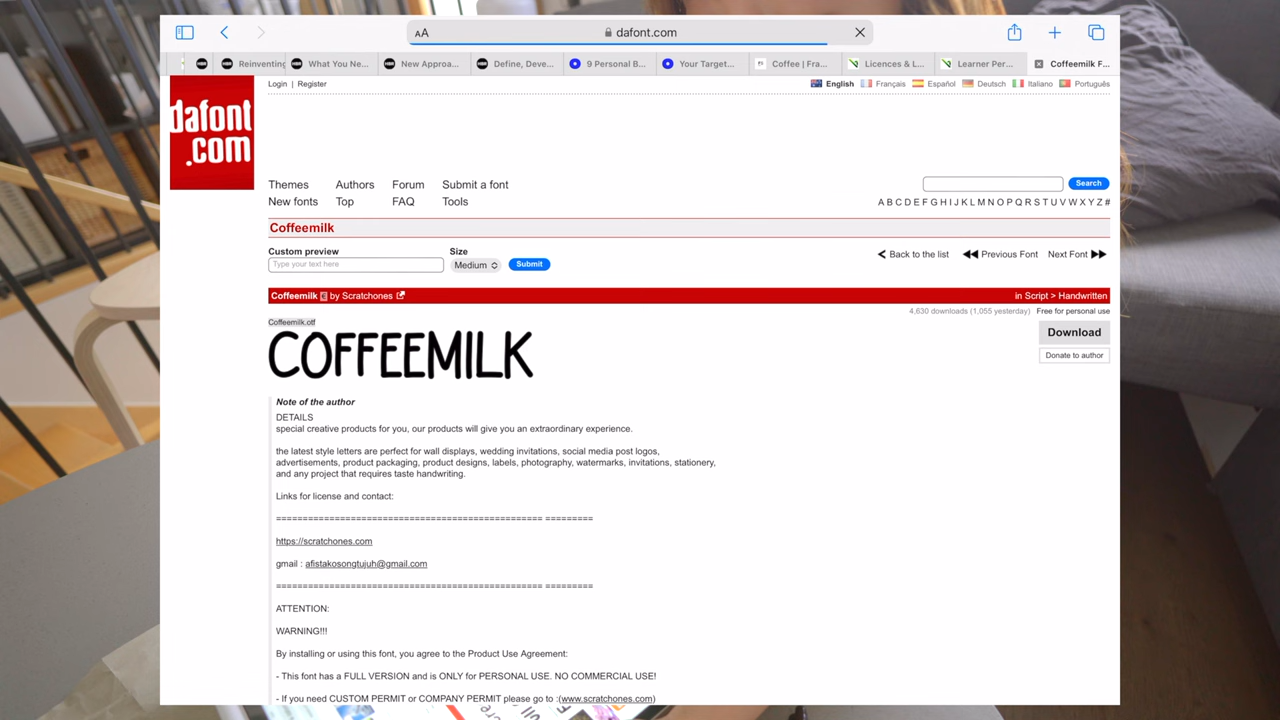 AA
dafont.com
Reinventing
What You Ne...
New Approa...
Define, Deve...
9 Personal B...
Your Target...
Coffee | Fra...
Licences & L...
Learner Per...
Coffeemilk F...
dafont
.com
Login | Register
English Français Español Deutsch Italiano Português
Themes Authors Forum Submit a font
New fonts Top FAQ Tools
Search
A B C D E F G H I J K L M N O P Q R S T U V W X Y Z #
Coffeemilk
Custom preview Size
Type your text here Medium Submit
Back to the list Previous Font Next Font
Coffeemilk € by Scratchones in Script > Handwritten
4,630 downloads (1,055 yesterday) Free for personal use
Coffeemilk.otf
Download
COFFEEMILK
Donate to author
Note of the author
DETAILS
special creative products for you, our products will give you an extraordinary experience.
the latest style letters are perfect for wall displays, wedding invitations, social media post logos,
advertisements, product packaging, product designs, labels, photography, watermarks, invitations, stationery,
and any project that requires taste handwriting.
Links for license and contact:
================================================== =========
https://scratchones.com
gmail : afistakosongtujuh@gmail.com
================================================== =========
ATTENTION:
WARNING!!!
By installing or using this font, you agree to the Product Use Agreement:
- This font has a FULL VERSION and is ONLY for PERSONAL USE. NO COMMERCIAL USE!
- If you need CUSTOM PERMIT or COMPANY PERMIT please go to :(www.scratchones.com)